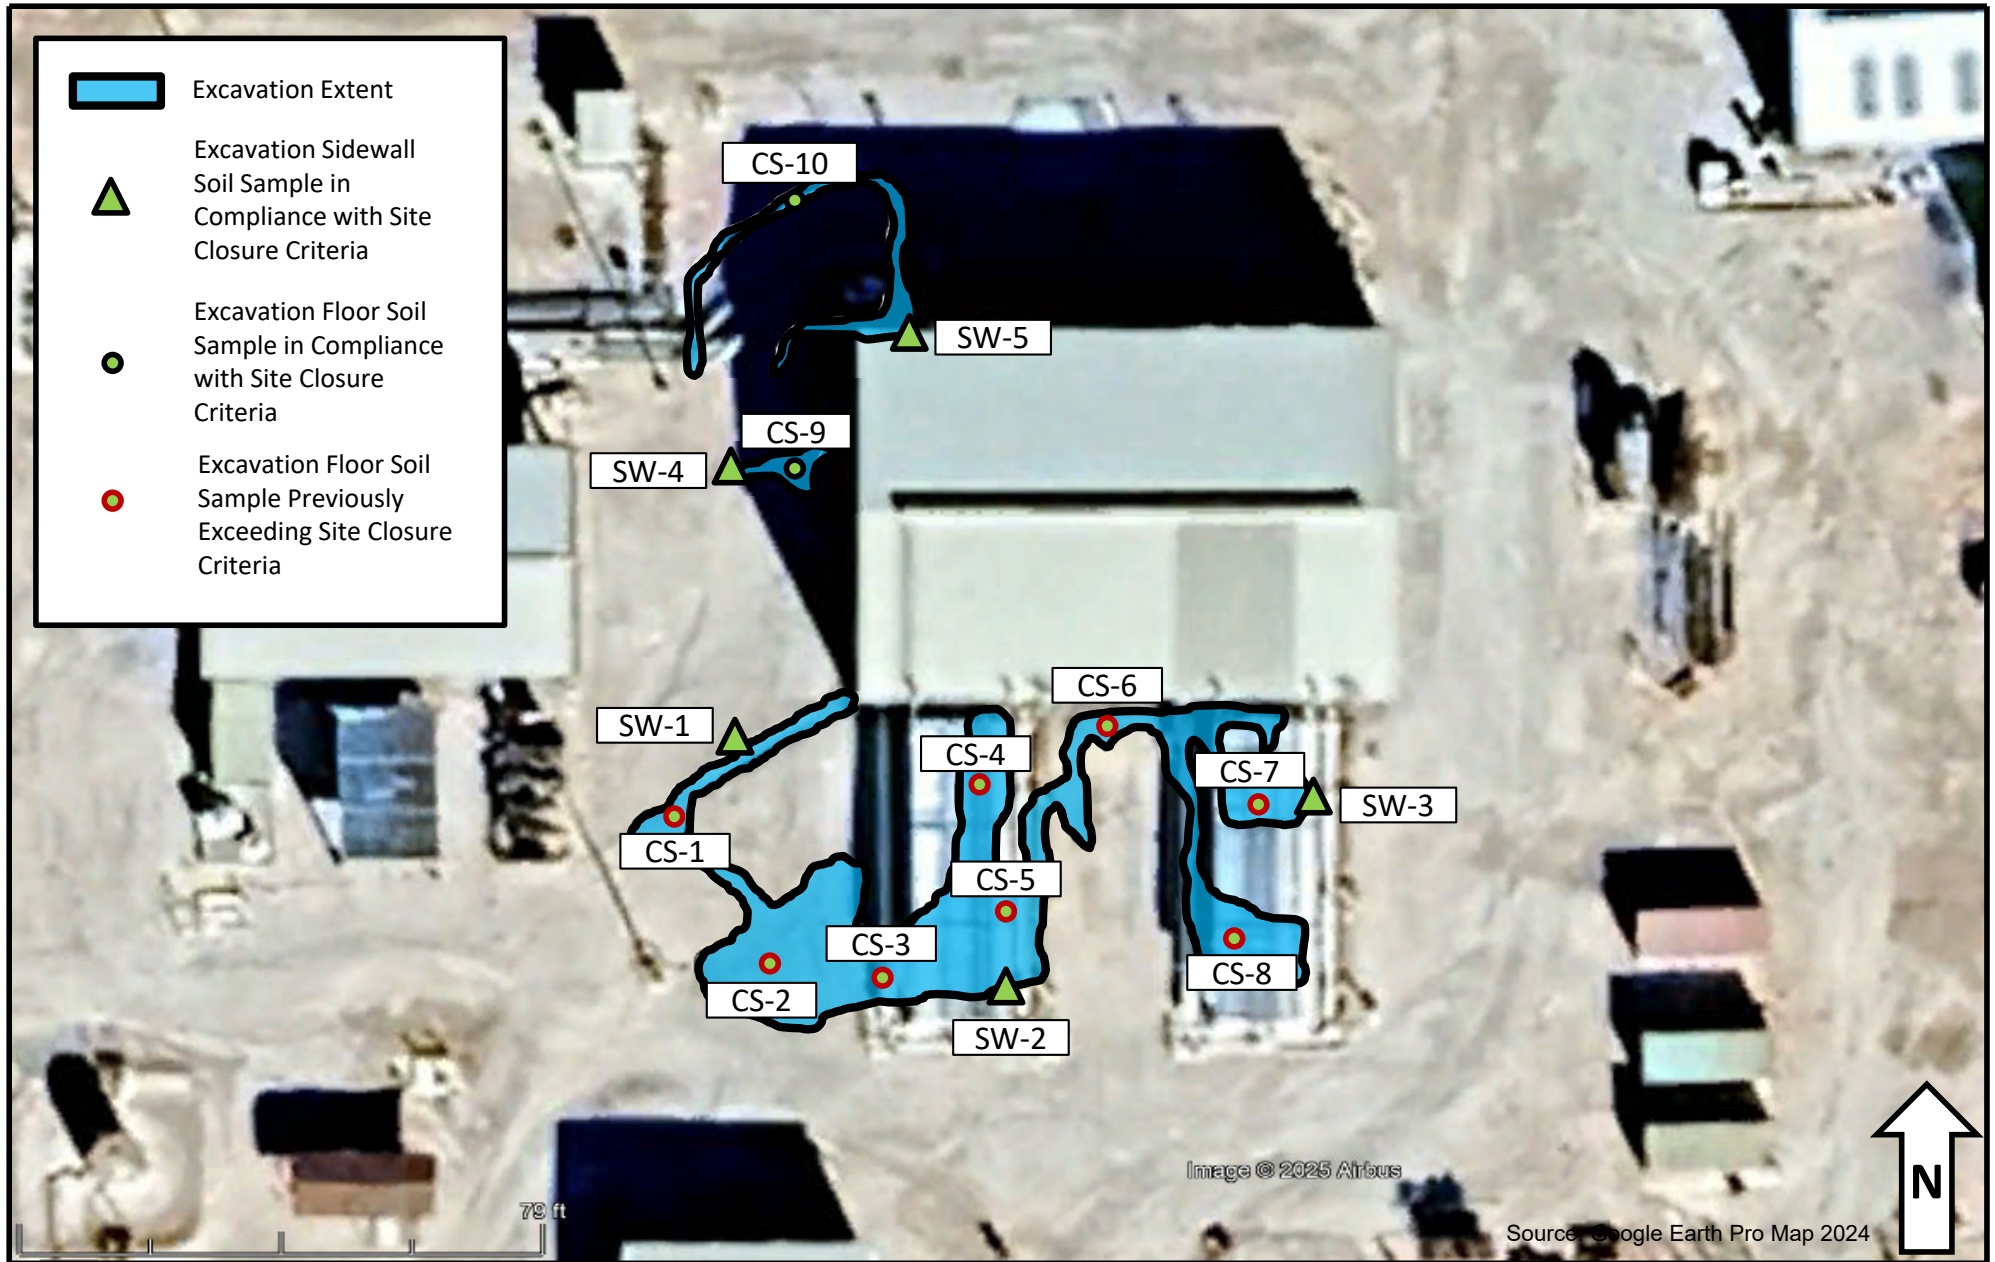 Excavation Extent
Excavation Sidewall
Soil Sample in
Compliance with Site
Closure Criteria
Excavation Floor Soil
Sample in Compliance
with Site Closure
Criteria
Excavation Floor Soil
Sample Previously
Exceeding Site Closure
Criteria
CS-10
SW-5
CS-9
SW-4
CS-6
SW-1
CS-4
CS-7
SW-3
CS-1
CS-5
CS-3
CS-8
CS-2
SW-2
Image © 2025 Airbus
N
79 ft
Source: Google Earth Pro Map 2024